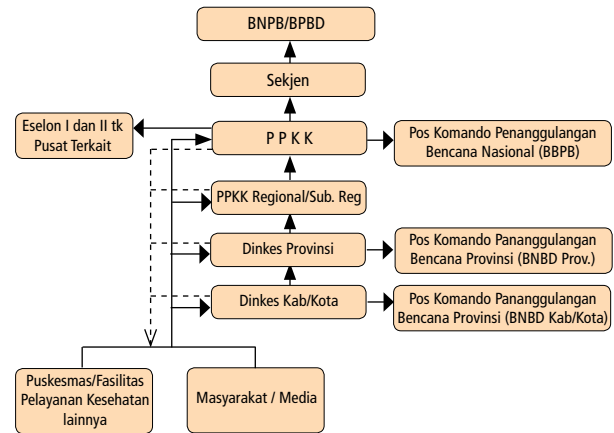 BNPB/BPBD
Sekjen
Eselon I dan II tk
Pusat Terkait
P P K K
Pos Komando Penanggulangan
Bencana Nasional (BBPB)
PPKK Regional/Sub. Reg
Dinkes Provinsi
Pos Komando Pananggulangan
Bencana Provinsi (BNBD Prov.)
Dinkes Kab/Kota
Pos Komando Pananggulangan
Bencana Provinsi (BNBD Kab/Kota)
Puskesmas/Fasilitas
Pelayanan Kesehatan
lainnya
Masyarakat / Media